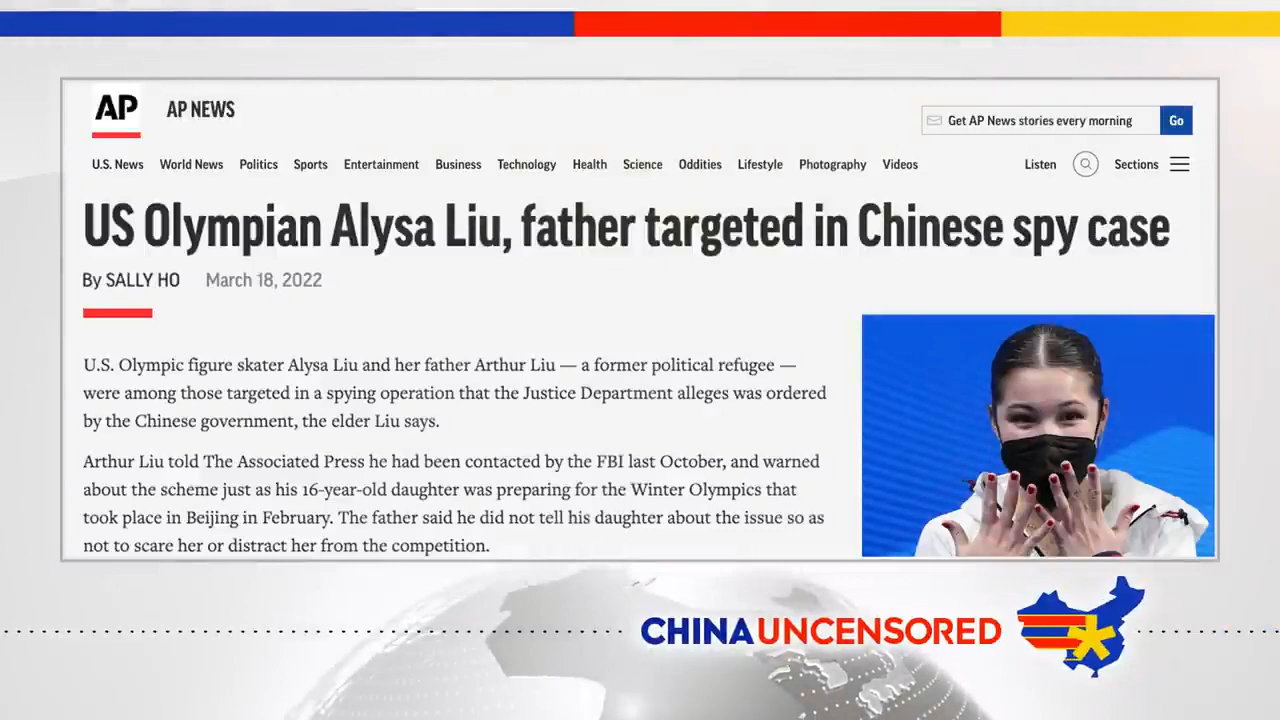 AP
AP NEWS
Get AP News stories every morning
Go
U.S. News World News Politics Sports Entertainment Business Technology Health Science Oddities Lifestyle Photography Videos Listen Sections
US Olympian Alysa Liu, father targeted in Chinese spy case
By SALLY HO March 18, 2022
U.S. Olympic figure skater Alysa Liu and her father Arthur Liu — a former political refugee —
were among those targeted in a spying operation that the Justice Department alleges was ordered
by the Chinese government, the elder Liu says.
Arthur Liu told The Associated Press he had been contacted by the FBI last October, and warned
about the scheme just as his 16-year-old daughter was preparing for the Winter Olympics that
took place in Beijing in February. The father said he did not tell his daughter about the issue so as
not to scare her or distract her from the competition.
CHINA UNCENSORED